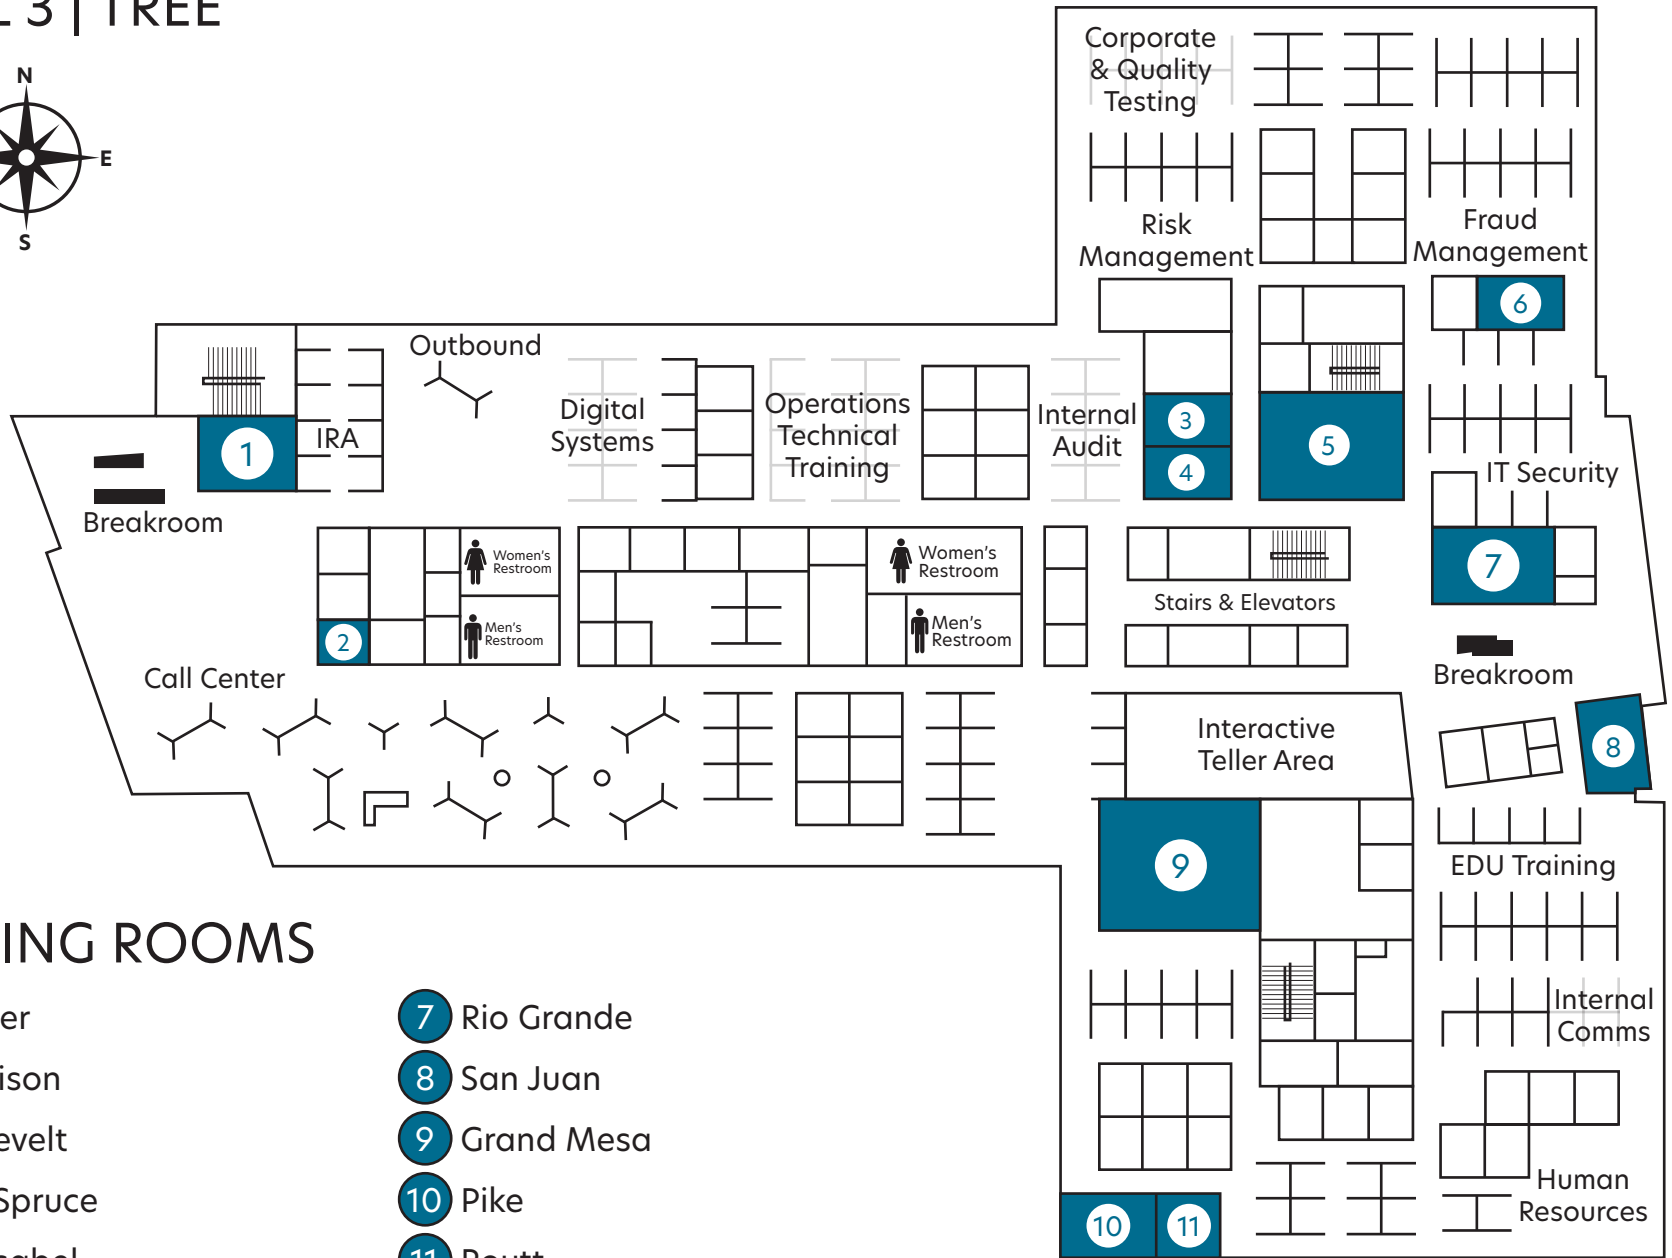 3 | TREE
N
E
S
Corporate
& Quality
Testing
Risk
Management
Fraud
Management
6
Outbound
Digital
Systems
Operations
Technical
Training
Internal
Audit
3
4
5
1
IRA
Breakroom
IT Security
7
Women's
Restroom
Men's
Restroom
2
Women's
Restroom
Men's
Restroom
Stairs & Elevators
Breakroom
Call Center
Interactive
Teller Area
8
9
EDU Training
Internal
Comms
Human
Resources
10
11
ING ROOMS
er
ison
evelt
Spruce
7 Rio Grande
8 San Juan
9 Grand Mesa
10 Pike
11 Routt